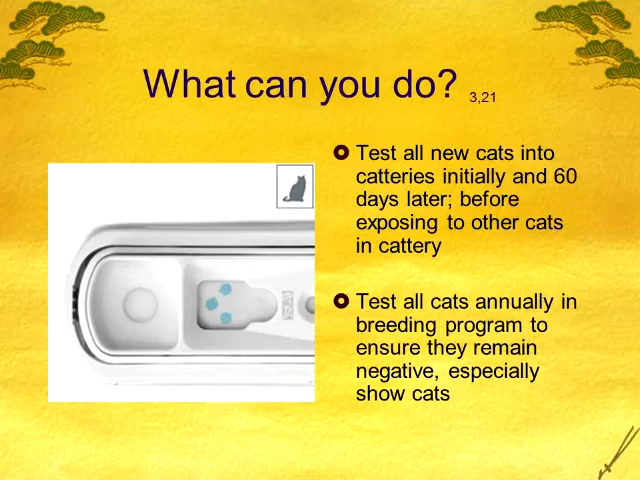 What can you do? 3,21
Test all new cats into
catteries initially and 60
days later; before
exposing to other cats
in cattery
Test all cats annually in
breeding program to
ensure they remain
negative, especially
show cats